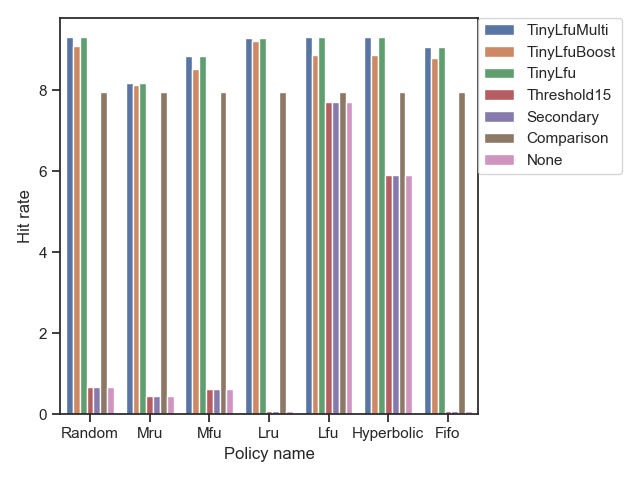 TinyLfuMulti
TinyLfuBoost
TinyLfu
Threshold15
Secondary
Comparison
None
8
6
4
2
0
Hit rate
Random Mru Mfu Lru Lfu Hyperbolic Fifo
Policy name